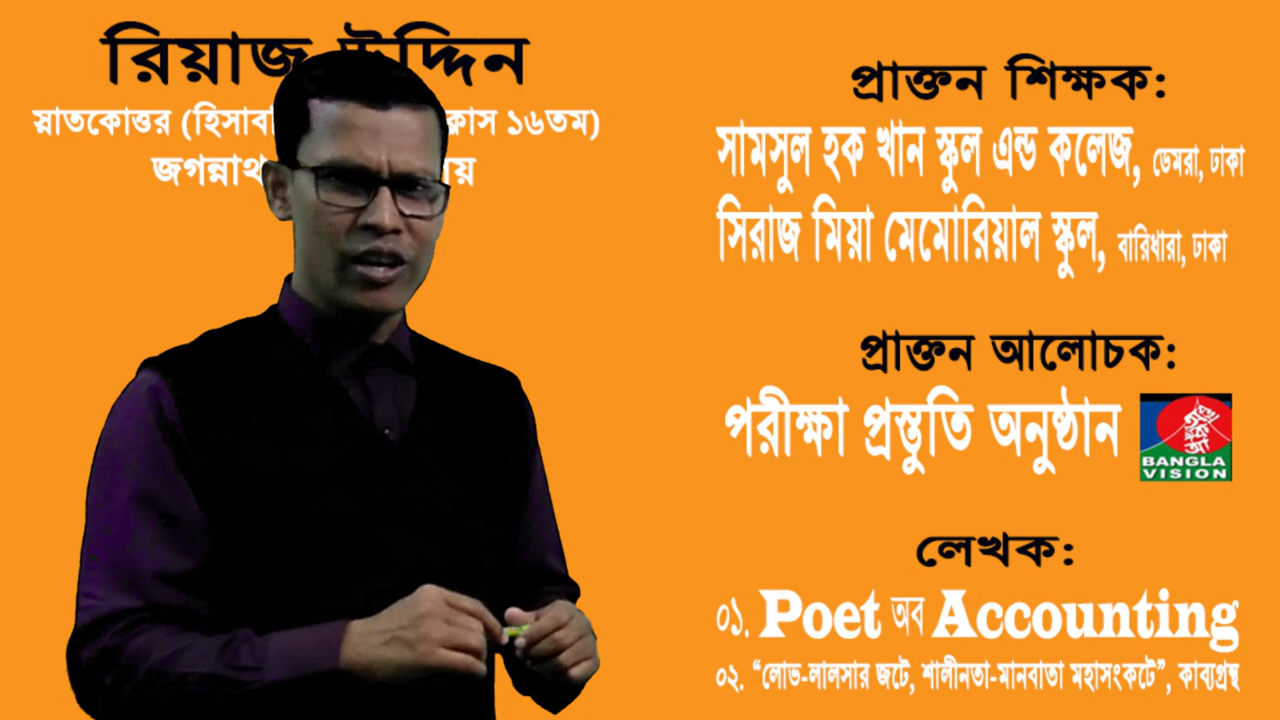 রিয়াজ উদ্দিন
স্নাতকোত্তর (হিসাব ক্লাস ১৬তম)
জগন্নাথ
প্রাক্তন শিক্ষক:
সামসুল হক খান স্কুল এন্ড কলেজ, ডেমরা, ঢাকা
সিরাজ মিয়া মেমোরিয়াল স্কুল, বারিধারা, ঢাকা
প্রাক্তন আলোচক:
পরীক্ষা প্রস্তুতি অনুষ্ঠান
BANGLA
VISION
লেখক:
০১. Poet অব Accounting
০২. “লোভ-লালসার জটে, শালীনতা-মানবাতা মহাসংকটে”, কাব্যগ্রন্থ